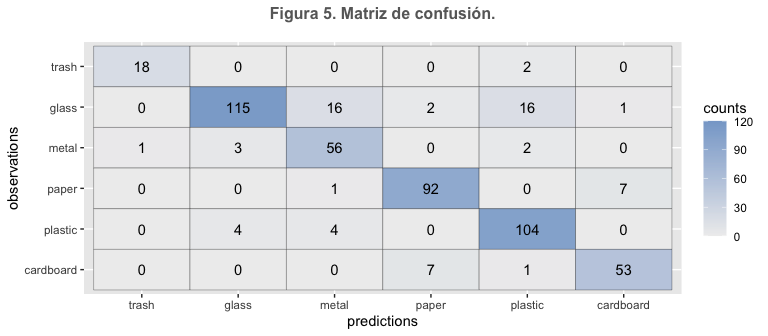 Figura 5. Matriz de confusión.
trash 18 0 0 0 2 0
glass 0 115 16 2 16 1
metal 1 3 56 0 2 0
paper 0 0 1 92 0 7
plastic 0 4 4 0 104 0
cardboard 0 0 0 7 1 53
trash glass metal paper plastic cardboard
predictions
observations
counts
120
90
60
30
0